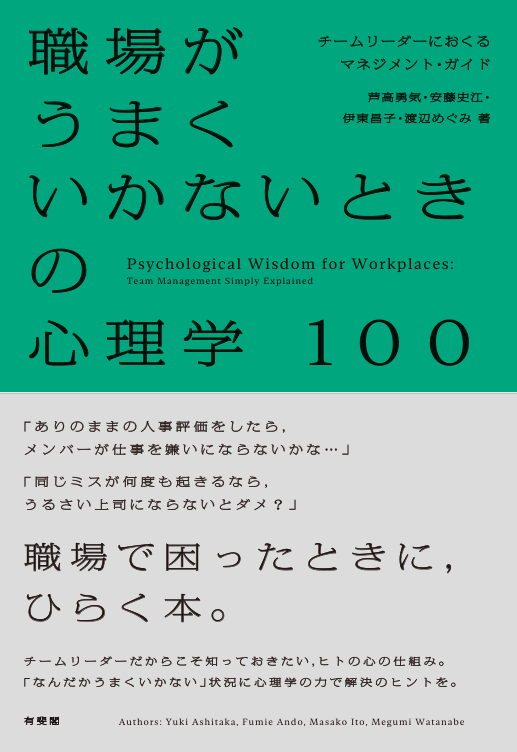 職場が
うまく
いかないとき
の
心理学 100
チームリーダーにおくる
マネジメント・ガイド
芦高勇気・安藤史江・
伊東昌子・渡辺めぐみ 著
Psychological Wisdom for Workplaces:
Team Management Simply Explained
「ありのままの人事評価をしたら,
メンバーが仕事を嫌いにならないかな…」
「同じミスが何度も起きるなら,
うるさい上司にならないとダメ？」
職場で困ったときに,
ひらく本。
チームリーダーだからこそ知っておきたい,ヒトの心の仕組み。
「なんだかうまくいかない」状況に心理学の力で解決のヒントを。
有斐閣
Authors: Yuki Ashitaka, Fumie Ando, Masako Ito, Megumi Watanabe